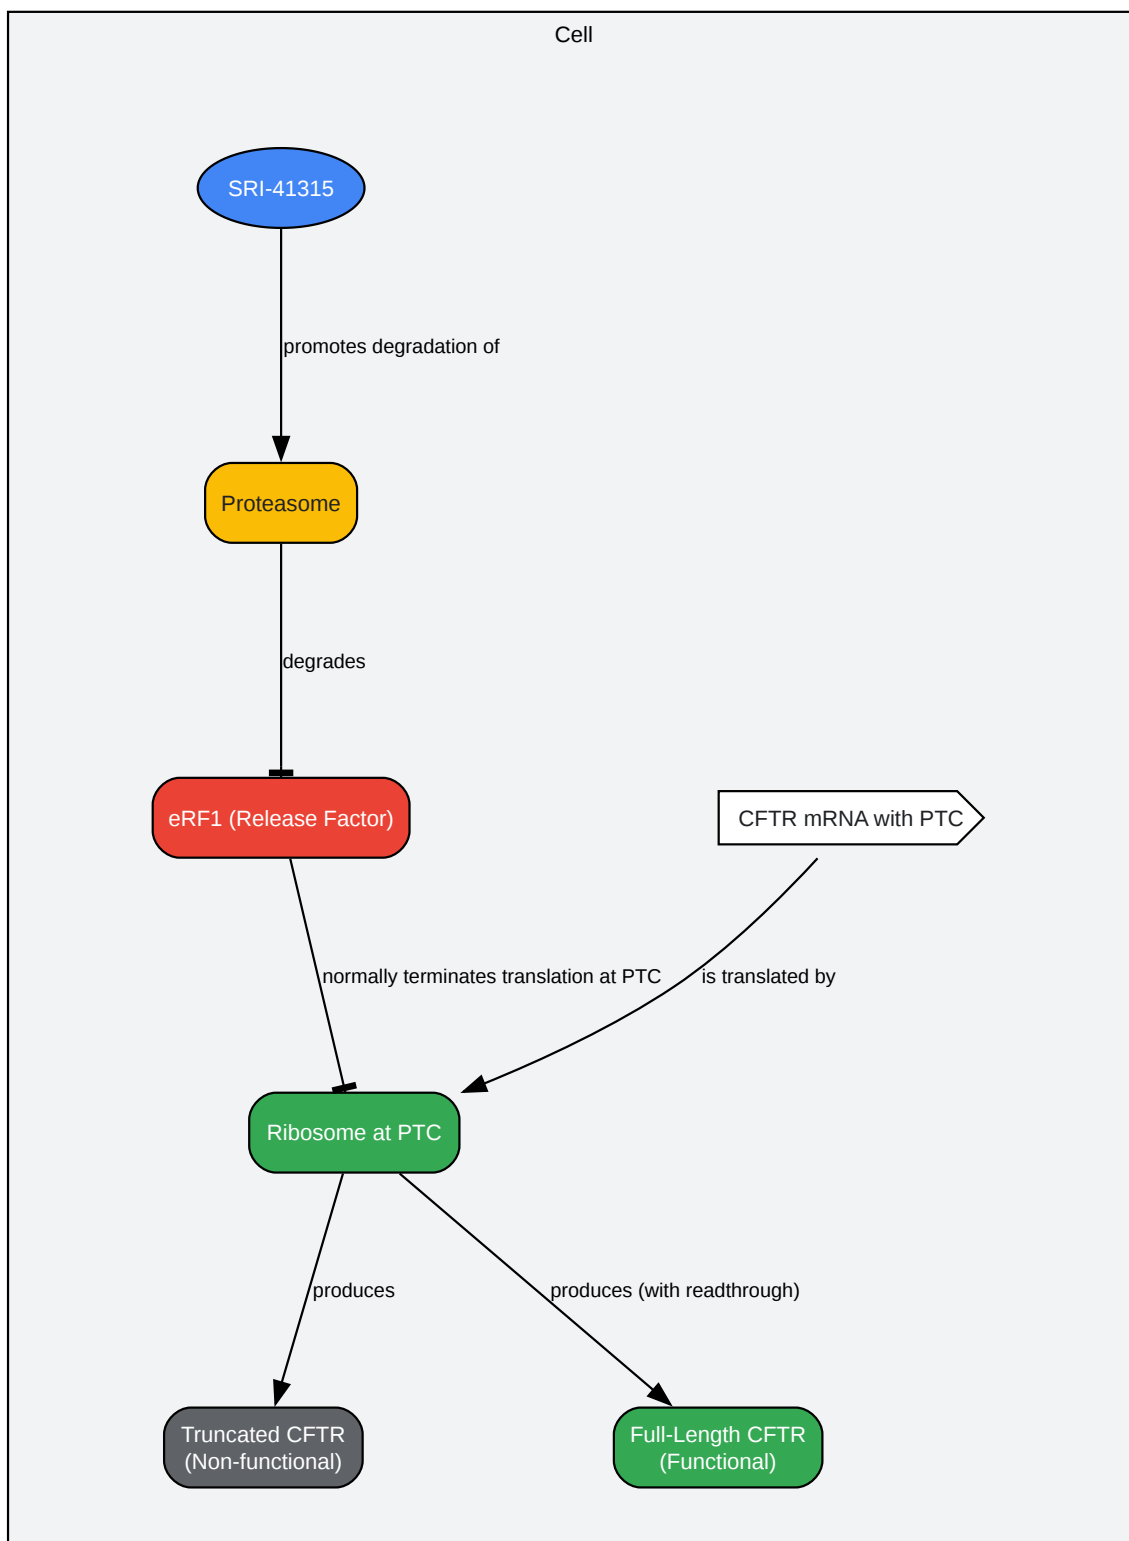 Cell
SRI-41315
promotes degradation of
Proteasome
degrades
eRF1 (Release Factor)
CFTR mRNA with PTC
normally terminates translation at PTC
is translated by
Ribosome at PTC
produces
produces (with readthrough)
Truncated CFTR
(Non-functional)
Full-Length CFTR
(Functional)